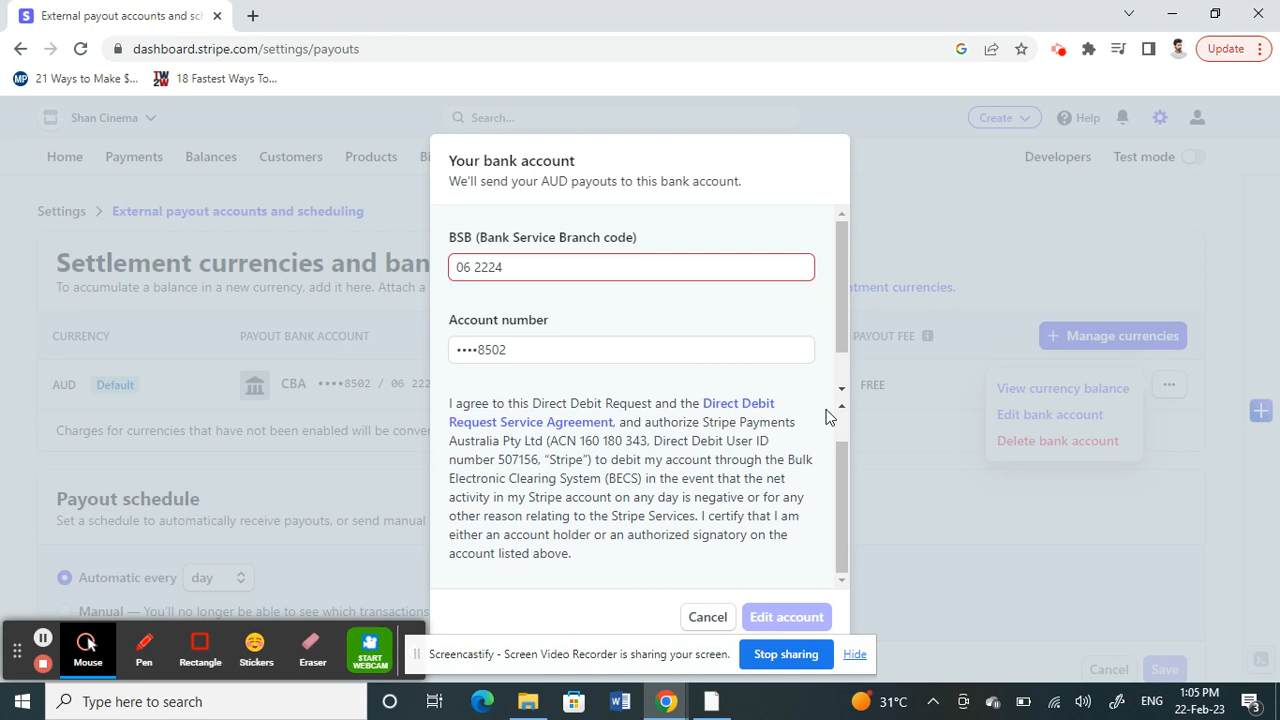 External payout accounts and sch
dashboard.stripe.com/settings/payouts
Update
MP 21 Ways to Make $...
TW 2W 18 Fastest Ways To...
Shan Cinema
Search...
Create
Help
Home Payments Balances Customers Products Bi
Developers Test mode
Settings > External payout accounts and scheduling
Your bank account
We'll send your AUD payouts to this bank account.
Settlement currencies and ban
To accumulate a balance in a new currency, add it here. Attach a
ntment currencies.
CURRENCY PAYOUT BANK ACCOUNT PAYOUT FEE
+ Manage currencies
AUD Default CBA ••••8502 / 06 222 FREE ...
View currency balance
Edit bank account
Delete bank account
Charges for currencies that have not been enabled will be conver
BSB (Bank Service Branch code)
06 2224
Account number
••••8502
I agree to this Direct Debit Request and the Direct Debit
Request Service Agreement, and authorize Stripe Payments
Australia Pty Ltd (ACN 160 180 343, Direct Debit User ID
number 507156, “Stripe”) to debit my account through the Bulk
Electronic Clearing System (BECS) in the event that the net
activity in my Stripe account on any day is negative or for any
other reason relating to the Stripe Services. I certify that I am
either an account holder or an authorized signatory on the
account listed above.
Cancel Edit account
Payout schedule
Set a schedule to automatically receive payouts, or send manual
Automatic every day
Manual — You'll no longer be able to see which transactions
Cancel Save
Mouse Pen Rectangle Stickers Eraser
START
WEBCAM
Screencastify - Screen Video Recorder is sharing your screen.
Stop sharing Hide
Type here to search
31°C
ENG
1:05 PM
22-Feb-23
3